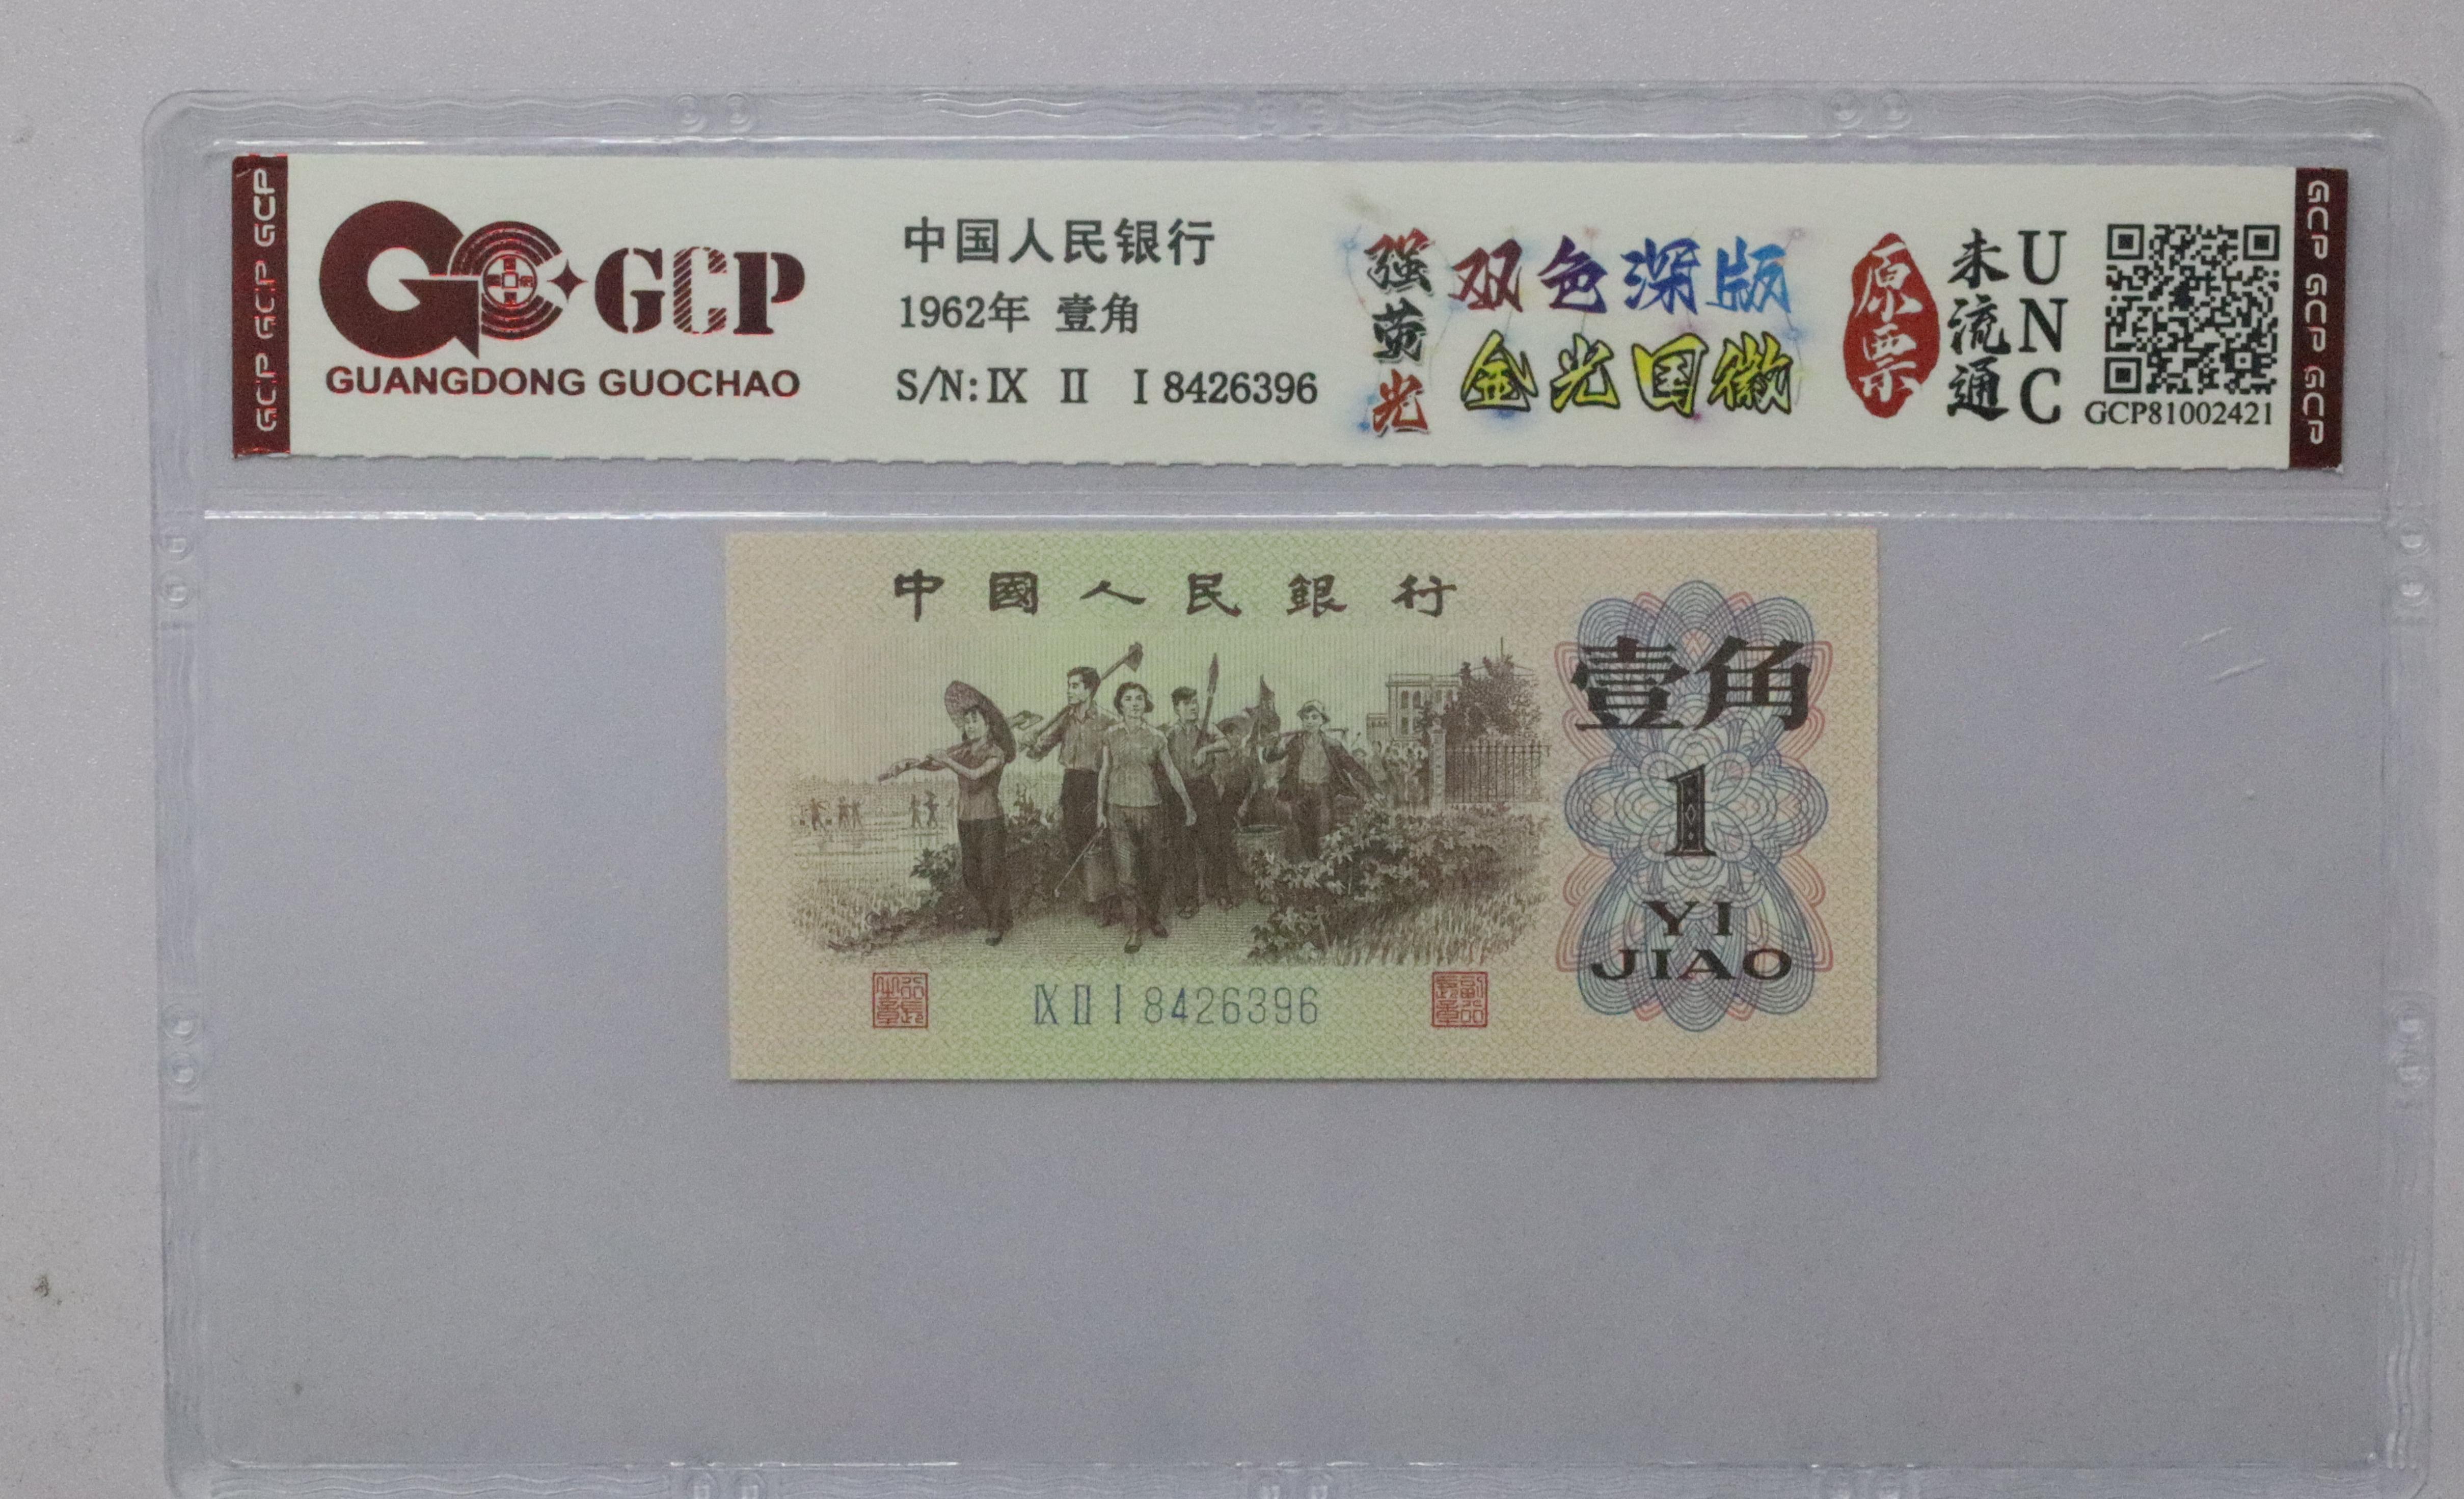 GCP GCP GCP
GCP
GUANGDONG GUOCHAO
中国人民银行
1962年 壹角
S/N: Ⅸ Ⅱ Ⅰ 8426396
强荧光
双色深版
金光国徽
原票
未流通
UNC
GCP81002421
GCP GCP GCP
中國人民銀行
壹角
1
YI
JIAO
Ⅸ Ⅱ Ⅰ 8426396